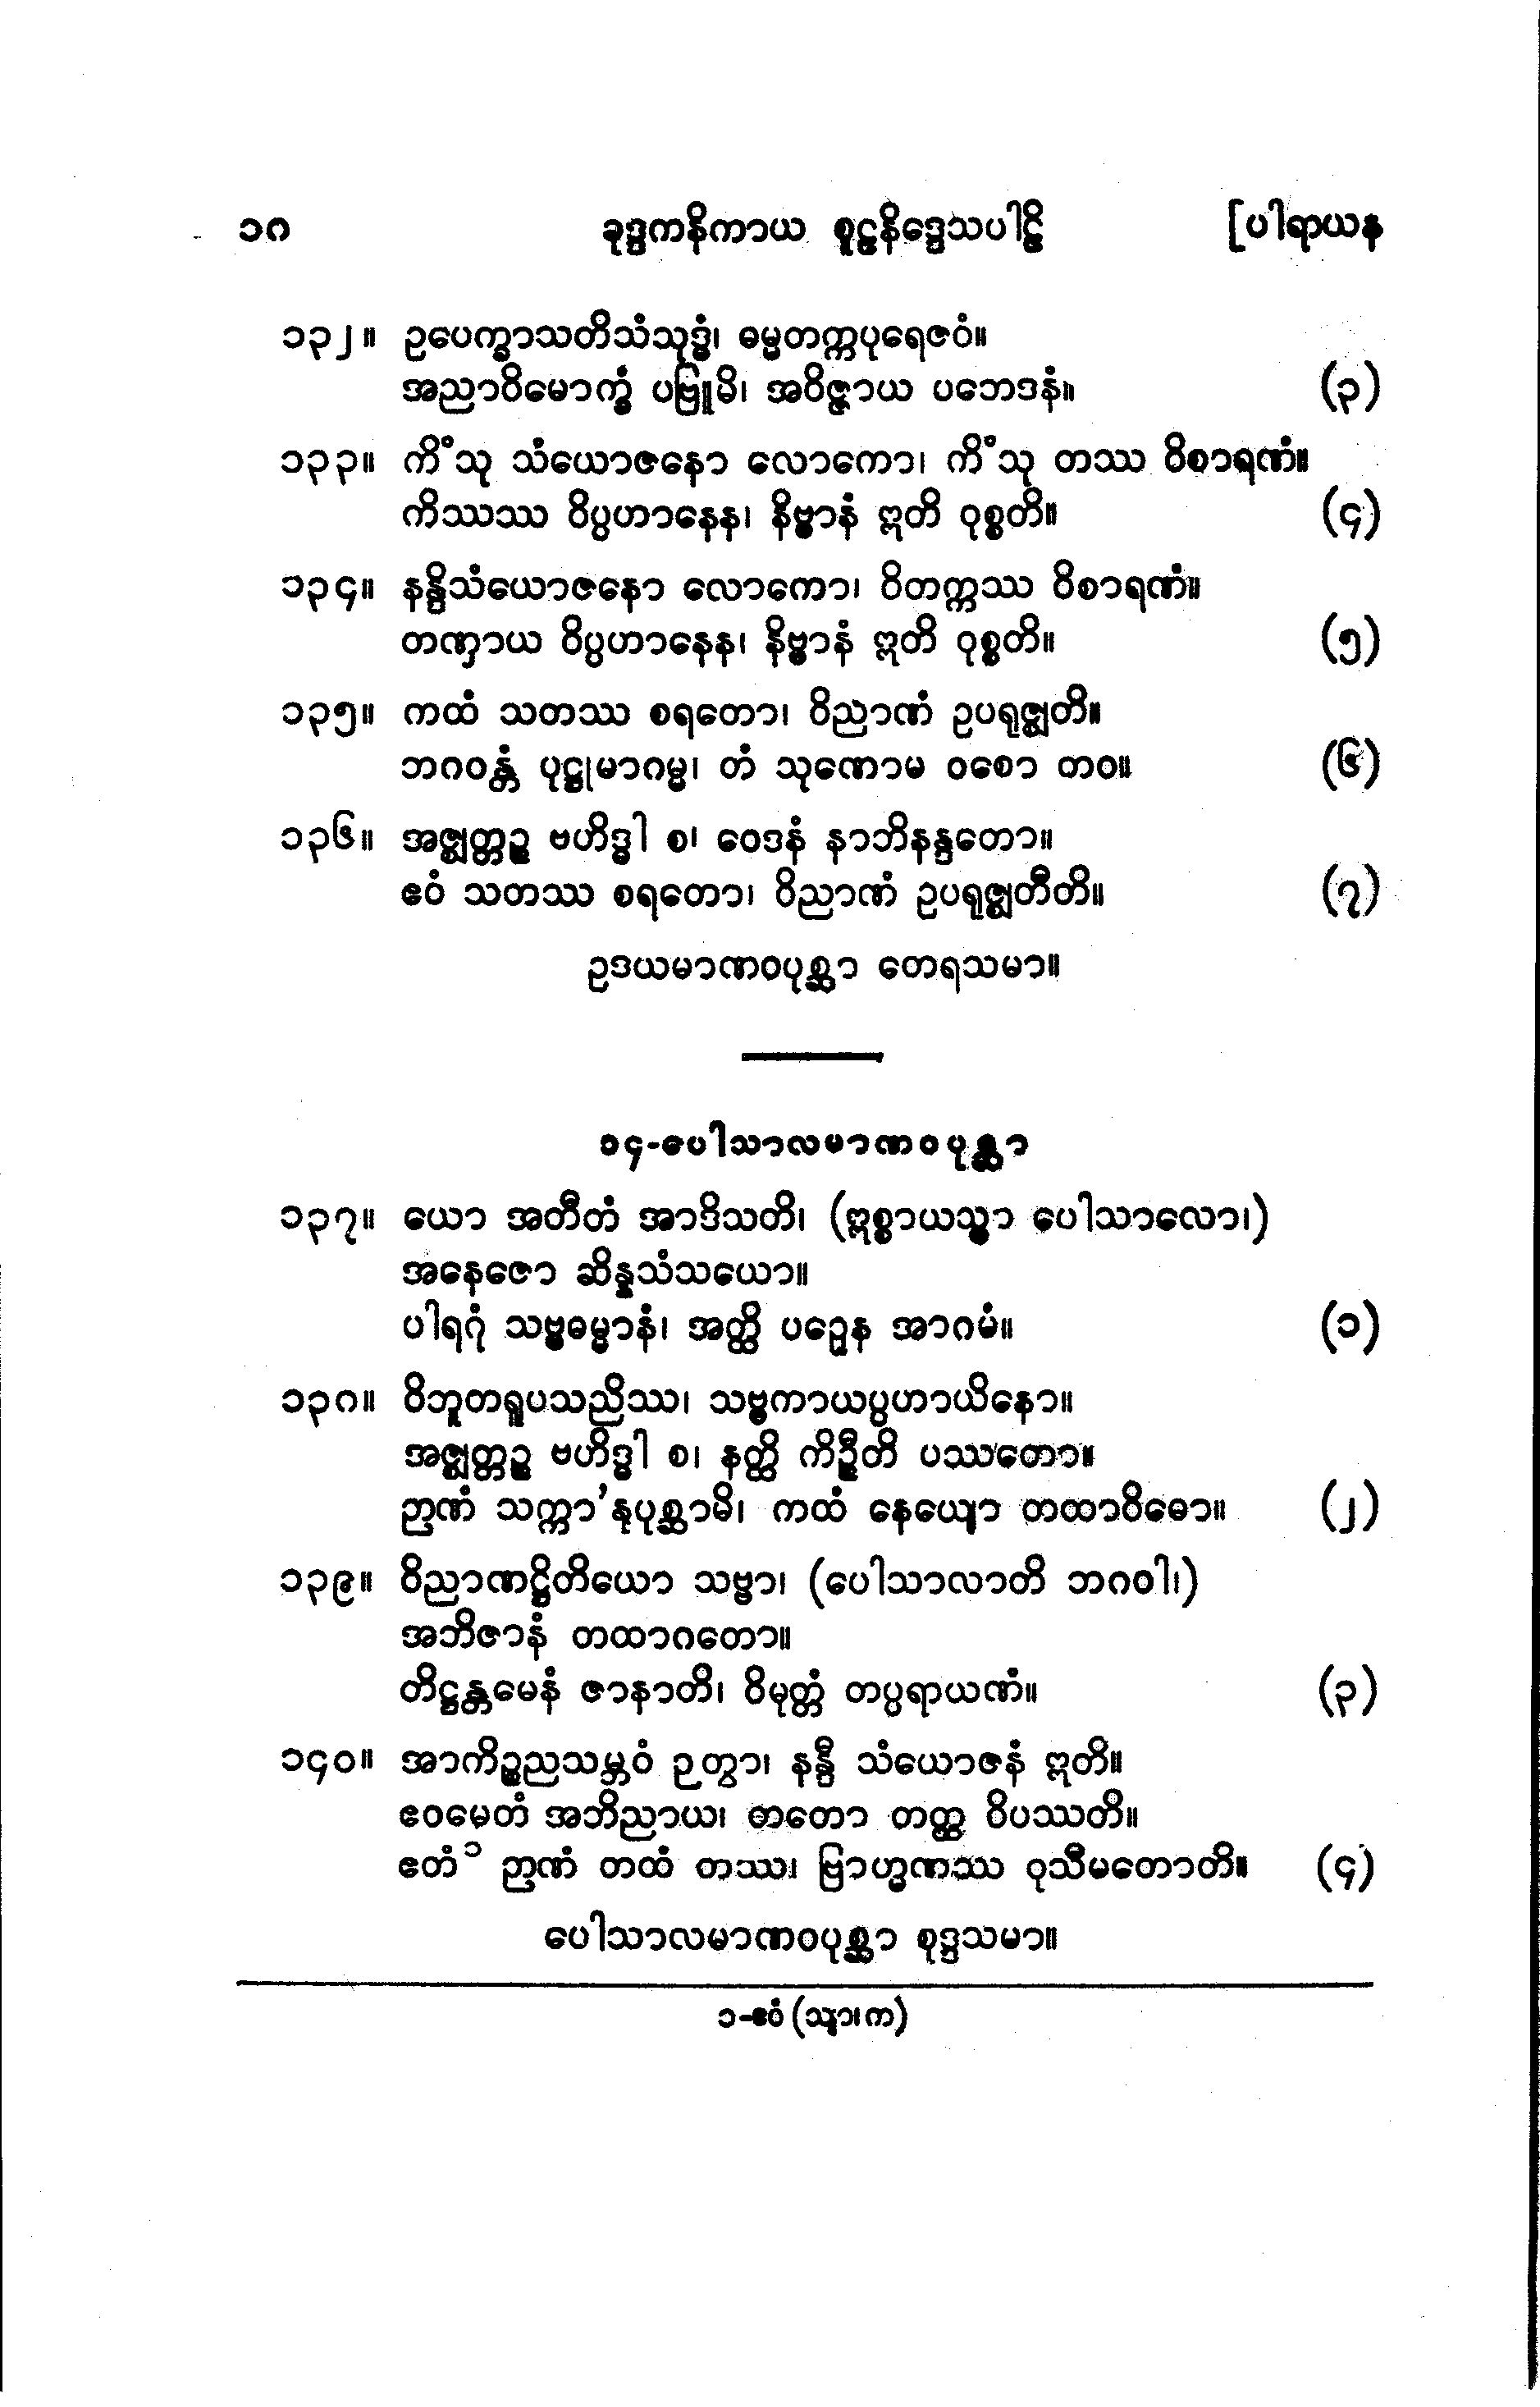 ၁၈ ခုဒ္ဒကနိကာယ စူဠနိဒ္ဒေသပါဠိ [ပါရာယန
၁၃၂။ ဥပေက္ခာသတိသံသုဒ္ဓံ၊ ဓမ္မတက္ကပုရေဇဝံ။
အညာဝိမောက္ခံ ပဗြူမိ၊ အဝိဇ္ဇာယ ပဘေဒနံ။ (၃)
၁၃၃။ ကိံသု သံယောဇနော လောကော၊ ကိံသု တဿ ဝိစာရဏံ။
ကိဿဿ ဝိပ္ပဟာနေန၊ နိဗ္ဗာနံ ဣတိ ဝုစ္စတိ။ (၄)
၁၃၄။ နန္ဒိသံယောဇနော လောကော၊ ဝိတက္ကဿ ဝိစာရဏံ။
တဏှာယ ဝိပ္ပဟာနေန၊ နိဗ္ဗာနံ ဣတိ ဝုစ္စတိ။ (၅)
၁၃၅။ ကထံ သတဿ စရတော၊ ဝိညာဏံ ဥပရုဇ္ဈတိ။
ဘဂဝန္တံ ပုဋ္ဌုမာဂမ္မ၊ တံ သုဏောမ ဝစော တဝ။ (၆)
၁၃၆။ အဇ္ဈတ္တဉ္စ ဗဟိဒ္ဓါ စ၊ ဝေဒနံ နာဘိနန္ဒတော။
ဧဝံ သတဿ စရတော၊ ဝိညာဏံ ဥပရုဇ္ဈတီတိ။ (၇)
ဥဒယမာဏဝပုစ္ဆာ တေရသမာ။
၁၄-ပေါသာလမာဏဝပုစ္ဆာ
၁၃၇။ ယော အတီတံ အာဒိသတိ၊ (ဣစ္စာယသ္မာ ပေါသာလော၊)
အနေဇော ဆိန္နသံသယော။
ပါရဂုံ သဗ္ဗဓမ္မာနံ၊ အတ္ထိ ပဉှေန အာဂမံ။ (၁)
၁၃၈။ ဝိဘူတရူပသညိဿ၊ သဗ္ဗကာယပ္ပဟာယိနော။
အဇ္ဈတ္တဉ္စ ဗဟိဒ္ဓါ စ၊ နတ္ထိ ကိဉ္စီတိ ပဿတော။
ဉာဏံ သက္ကာ'နုပုစ္ဆာမိ၊ ကထံ နေယျော တထာဝိဓော။ (၂)
၁၃၉။ ဝိညာဏဋ္ဌိတိယော သဗ္ဗာ၊ (ပေါသာလာတိ ဘဂဝါ၊)
အဘိဇာနံ တထာဂတော။
တိဋ္ဌန္တမေနံ ဇာနာတိ၊ ဝိမုတ္တံ တပ္ပရာယဏံ။ (၃)
၁၄၀။ အာကိဉ္စညသမ္ဘဝံ ဉတွာ၊ နန္ဒီ သံယောဇနံ ဣတိ။
ဧဝမေတံ အဘိညာယ၊ တတော တတ္ထ ဝိပဿတိ။
ဧတံ၁ ဉာဏံ တထံ တဿ၊ ဗြာဟ္မဏဿ ဝုသီမတောတိ။ (၄)
ပေါသာလမာဏဝပုစ္ဆာ စုဒ္ဒသမာ။
၁-ဧဝံ (သျာ၊က)